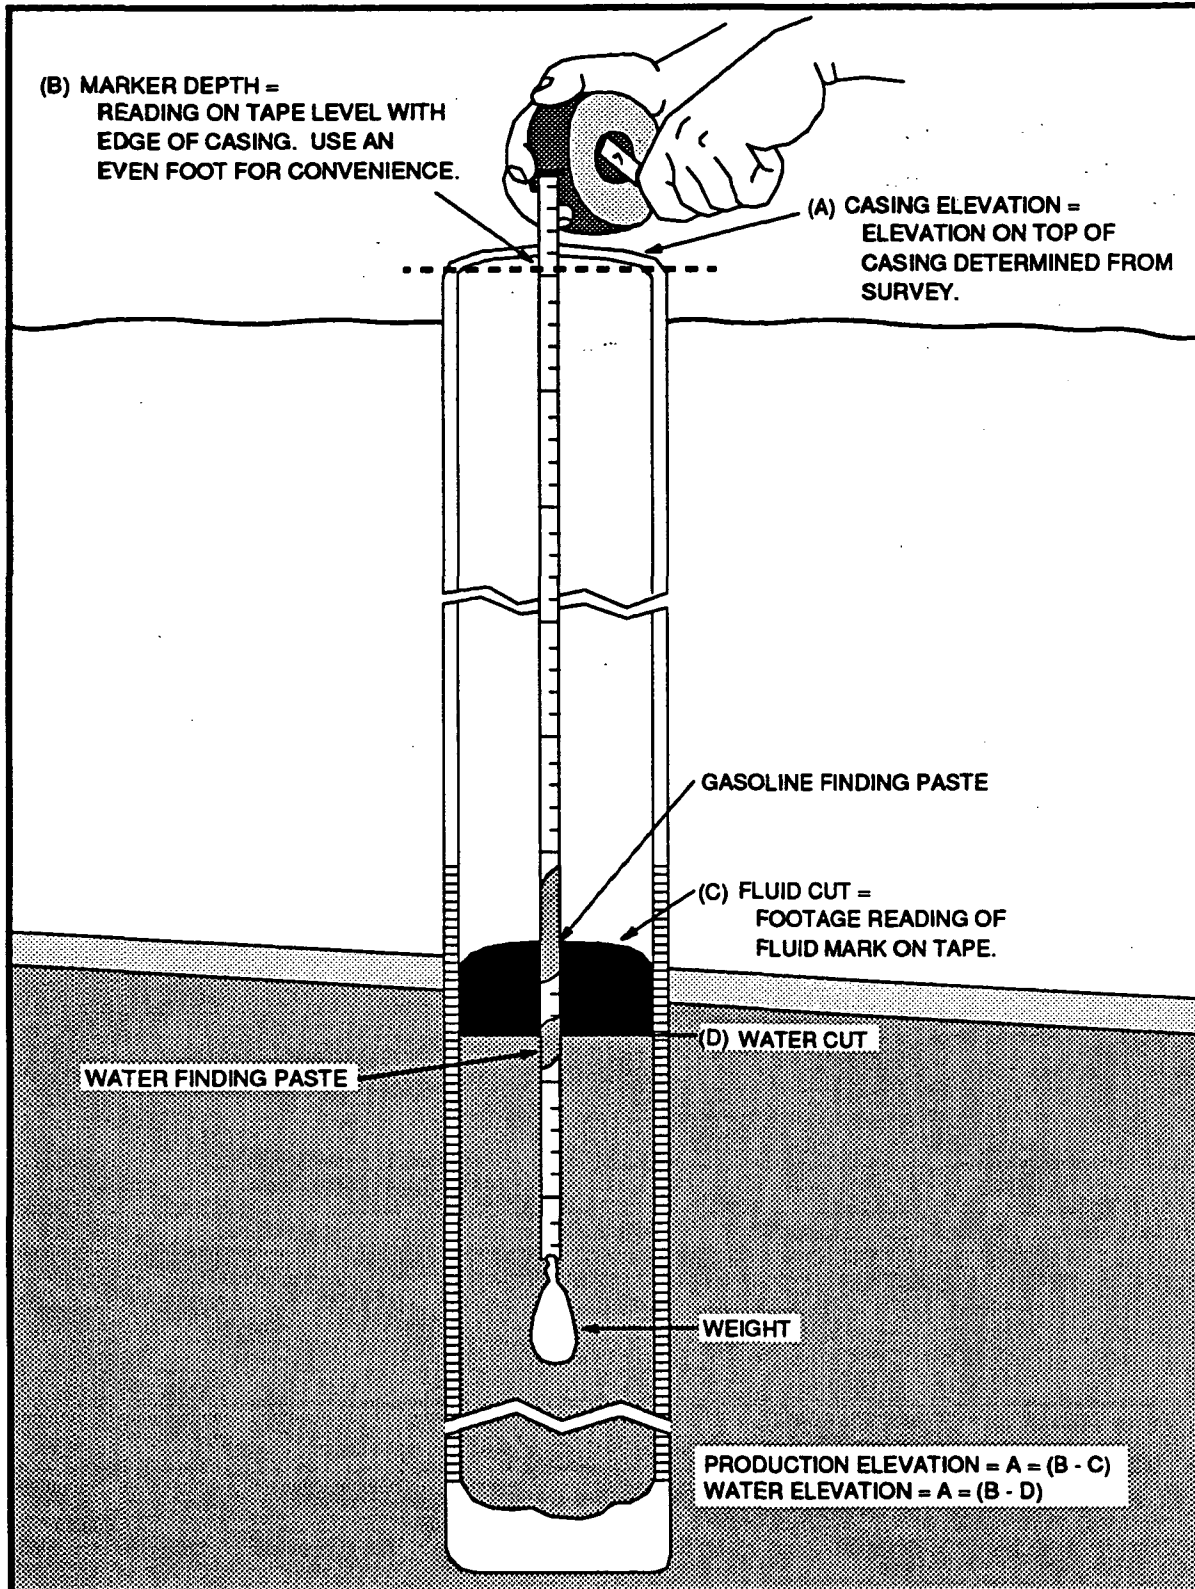 (B) MARKER DEPTH =
READING ON TAPE LEVEL WITH
EDGE OF CASING. USE AN
EVEN FOOT FOR CONVENIENCE.
(A) CASING ELEVATION =
ELEVATION ON TOP OF
CASING DETERMINED FROM
SURVEY.
GASOLINE FINDING PASTE
(C) FLUID CUT =
FOOTAGE READING OF
FLUID MARK ON TAPE.
(D) WATER CUT
WATER FINDING PASTE
WEIGHT
PRODUCTION ELEVATION = A = (B - C)
WATER ELEVATION = A = (B - D)